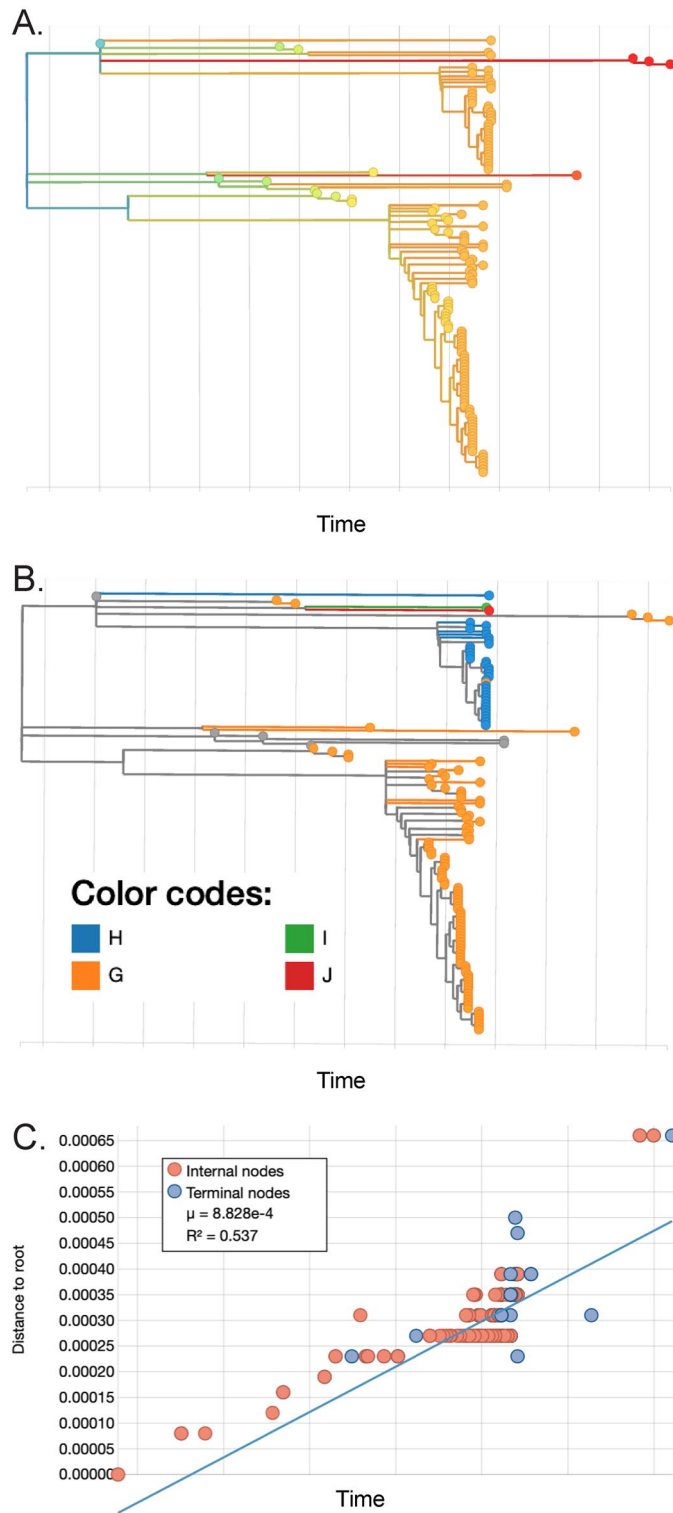 A.
Time
B.
Color codes:
H I
G J
Time
C.
0.00065
0.00060
0.00055
0.00050
0.00045
0.00040
0.00035
0.00030
0.00025
0.00020
0.00015
0.00010
0.00005
0.00000
Distance to root
Internal nodes
Terminal nodes
μ = 8.828e-4
R² = 0.537
Time